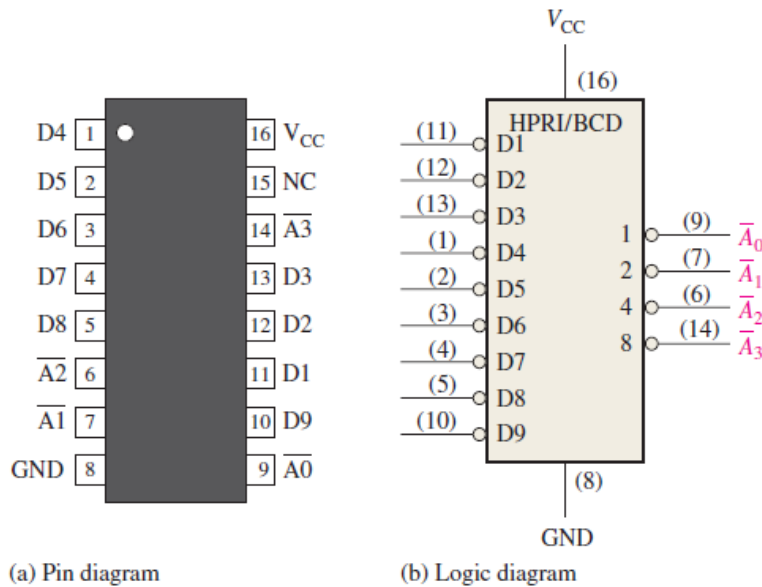 D4 1 16 V_CC
D5 2 15 NC
D6 3 14 A̅3̅
D7 4 13 D3
D8 5 12 D2
A̅2̅ 6 11 D1
A̅1̅ 7 10 D9
GND 8 9 A̅0̅
(a) Pin diagram
V_CC
(16)
HPRI/BCD
(11) D1
(12) D2
(13) D3
1 (9) A̅₀
(1) D4
2 (7) A̅₁
(2) D5
4 (6) A̅₂
(3) D6
8 (14) A̅₃
(4) D7
(5) D8
(10) D9
(8)
GND
(b) Logic diagram